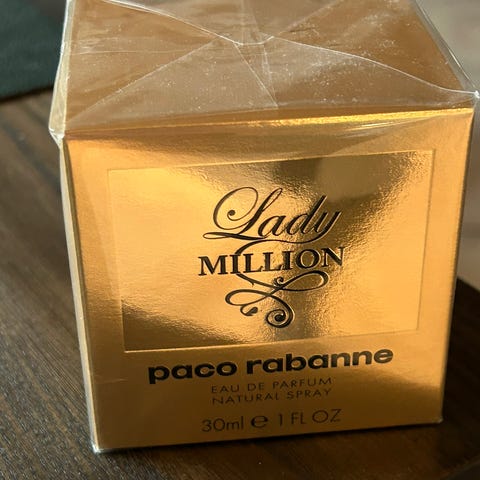 Lady
MILLION
paco rabanne
EAU DE PARFUM
NATURAL SPRAY
30ml ℮ 1 FL OZ